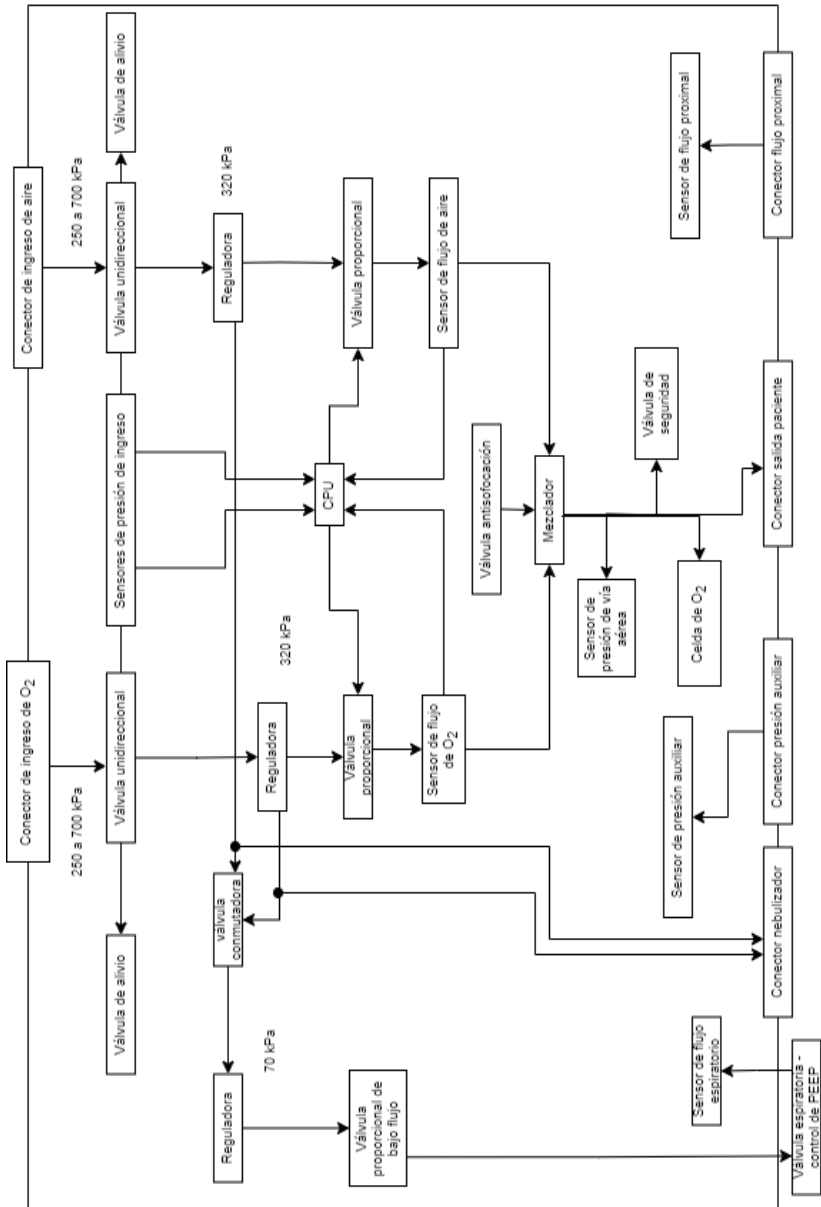 Conector de ingreso de O₂
Conector de ingreso de aire
250 a 700 kPa
250 a 700 kPa
Válvula de alivio
Válvula unidireccional
Sensores de presión de ingreso
Válvula unidireccional
Válvula de alivio
Reguladora
válvula
conmutadora
Reguladora
320 kPa
70 kPa
Reguladora
320 kPa
CPU
Válvula
proporcional de
bajo flujo
Válvula
proporcional
Válvula proporcional
Sensor de flujo
de O₂
Sensor de flujo de aire
Válvula antisofocación
Mezclador
Sensor de
presión de vía
aérea
Válvula de
seguridad
Sensor de flujo
espiratorio
Sensor de presión auxiliar
Celda de O₂
Sensor de flujo proximal
Válvula espiratoria -
control de PEEP
Conector nebulizador
Conector presión auxiliar
Conector salida paciente
Conector flujo proximal